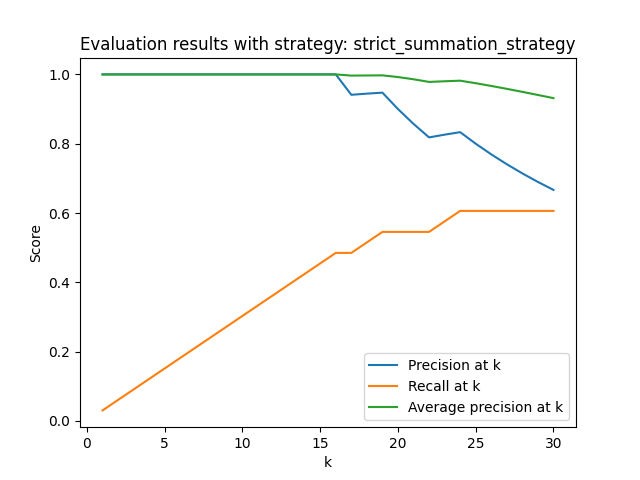 Evaluation results with strategy: strict_summation_strategy
1.0
0.8
0.6
0.4
0.2
0.0
Score
0
5
10
15
20
25
30
k
Precision at k
Recall at k
Average precision at k